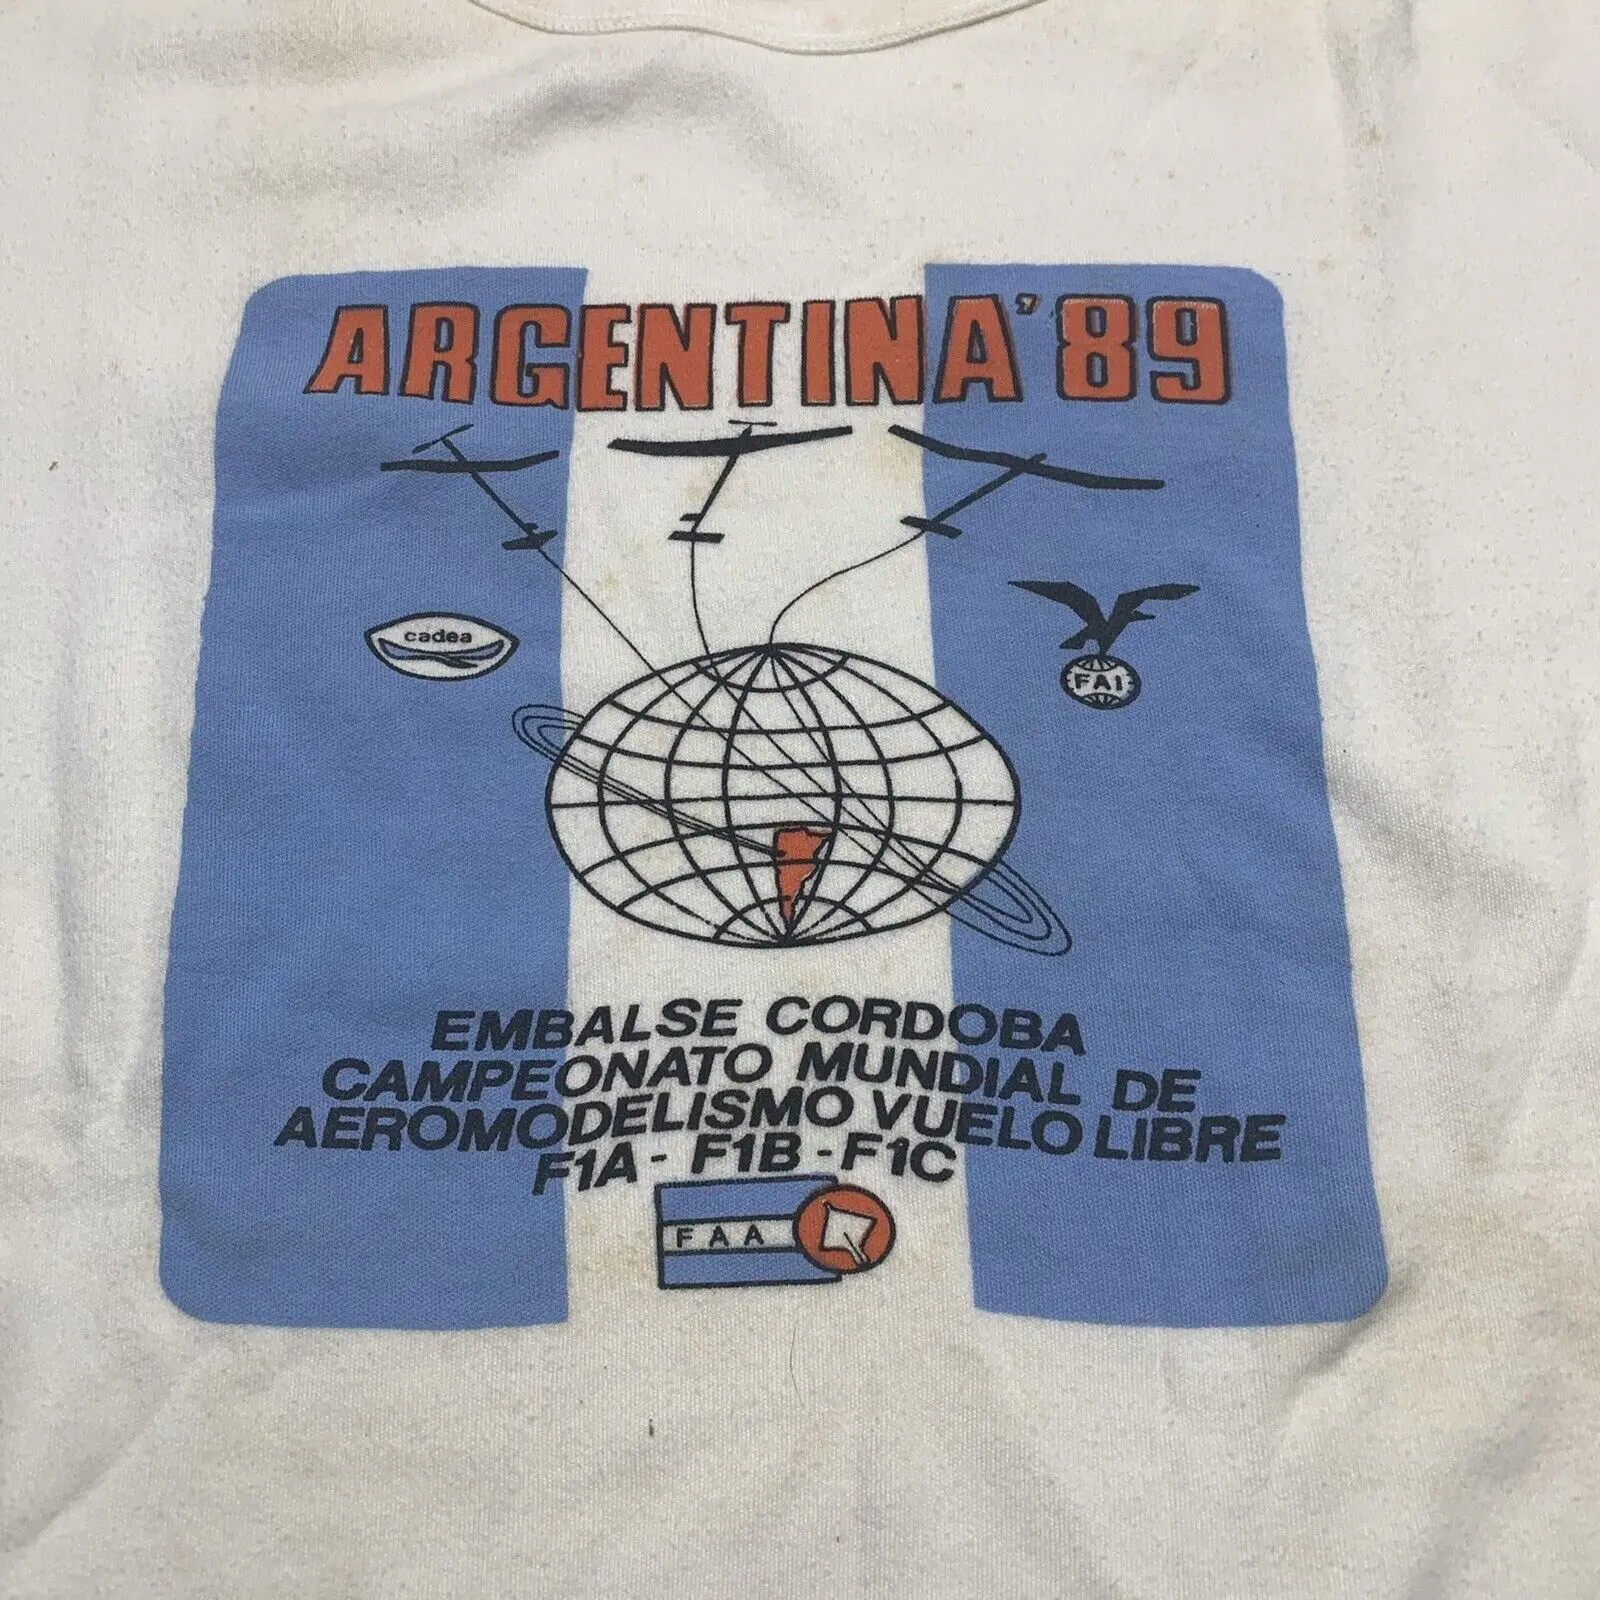 ARGENTINA'89
cadea
FAI
EMBALSE CORDOBA
CAMPEONATO MUNDIAL DE
AEROMODELISMO VUELO LIBRE
F1A - F1B - F1C
FAA